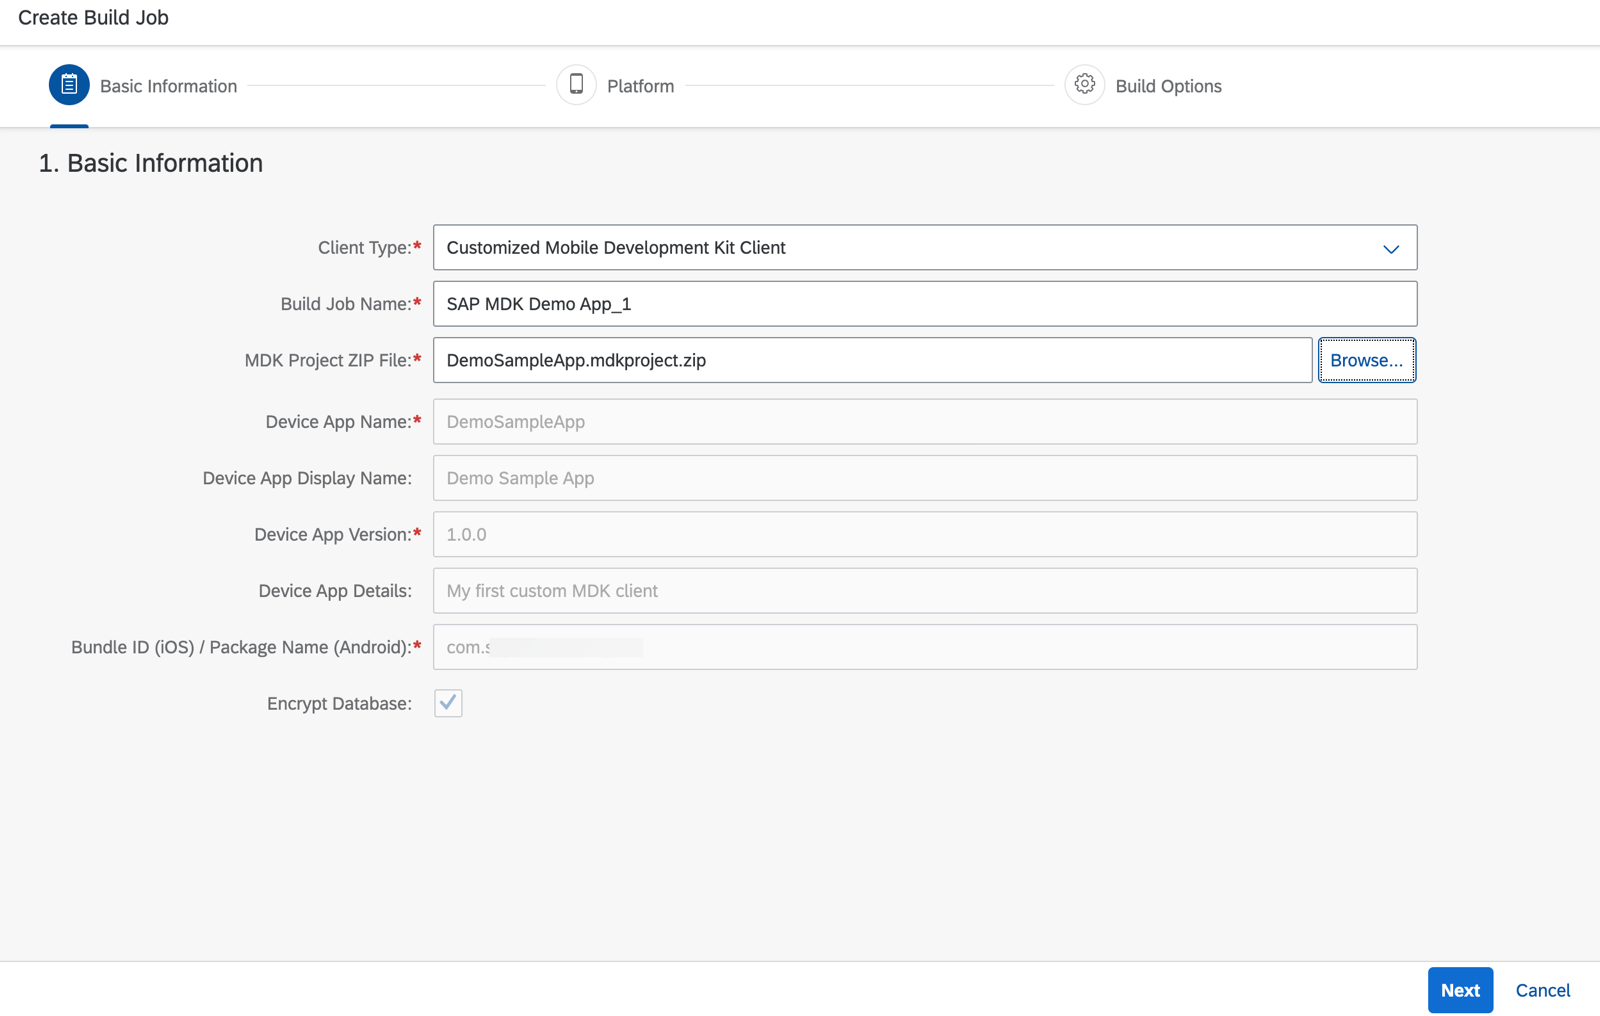 Create Build Job
Basic Information
Platform
Build Options
1. Basic Information
Client Type:*
Customized Mobile Development Kit Client
Build Job Name:*
SAP MDK Demo App_1
MDK Project ZIP File:*
DemoSampleApp.mdkproject.zip
Browse...
Device App Name:*
DemoSampleApp
Device App Display Name:
Demo Sample App
Device App Version:*
1.0.0
Device App Details:
My first custom MDK client
Bundle ID (iOS) / Package Name (Android):*
com.s
Encrypt Database:
Next
Cancel